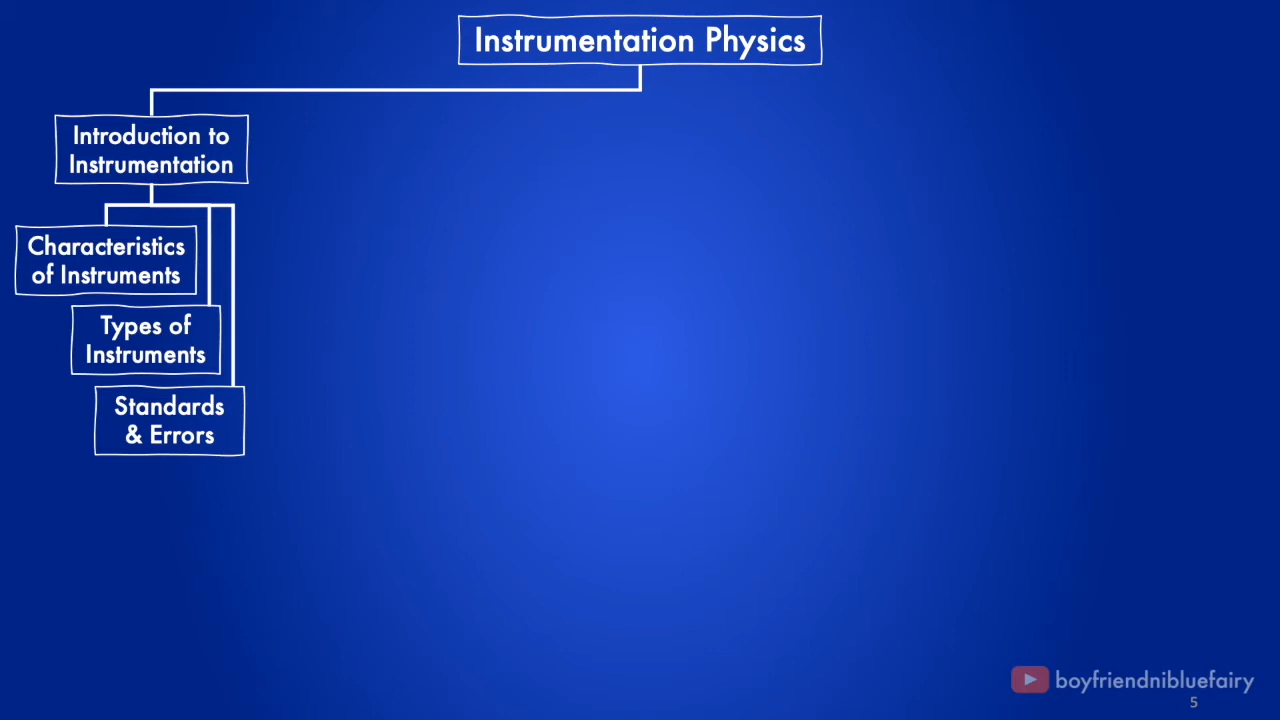 Instrumentation Physics
Introduction to
Instrumentation
Characteristics
of Instruments
Types of
Instruments
Standards
& Errors
boyfriendnibluefairy
5